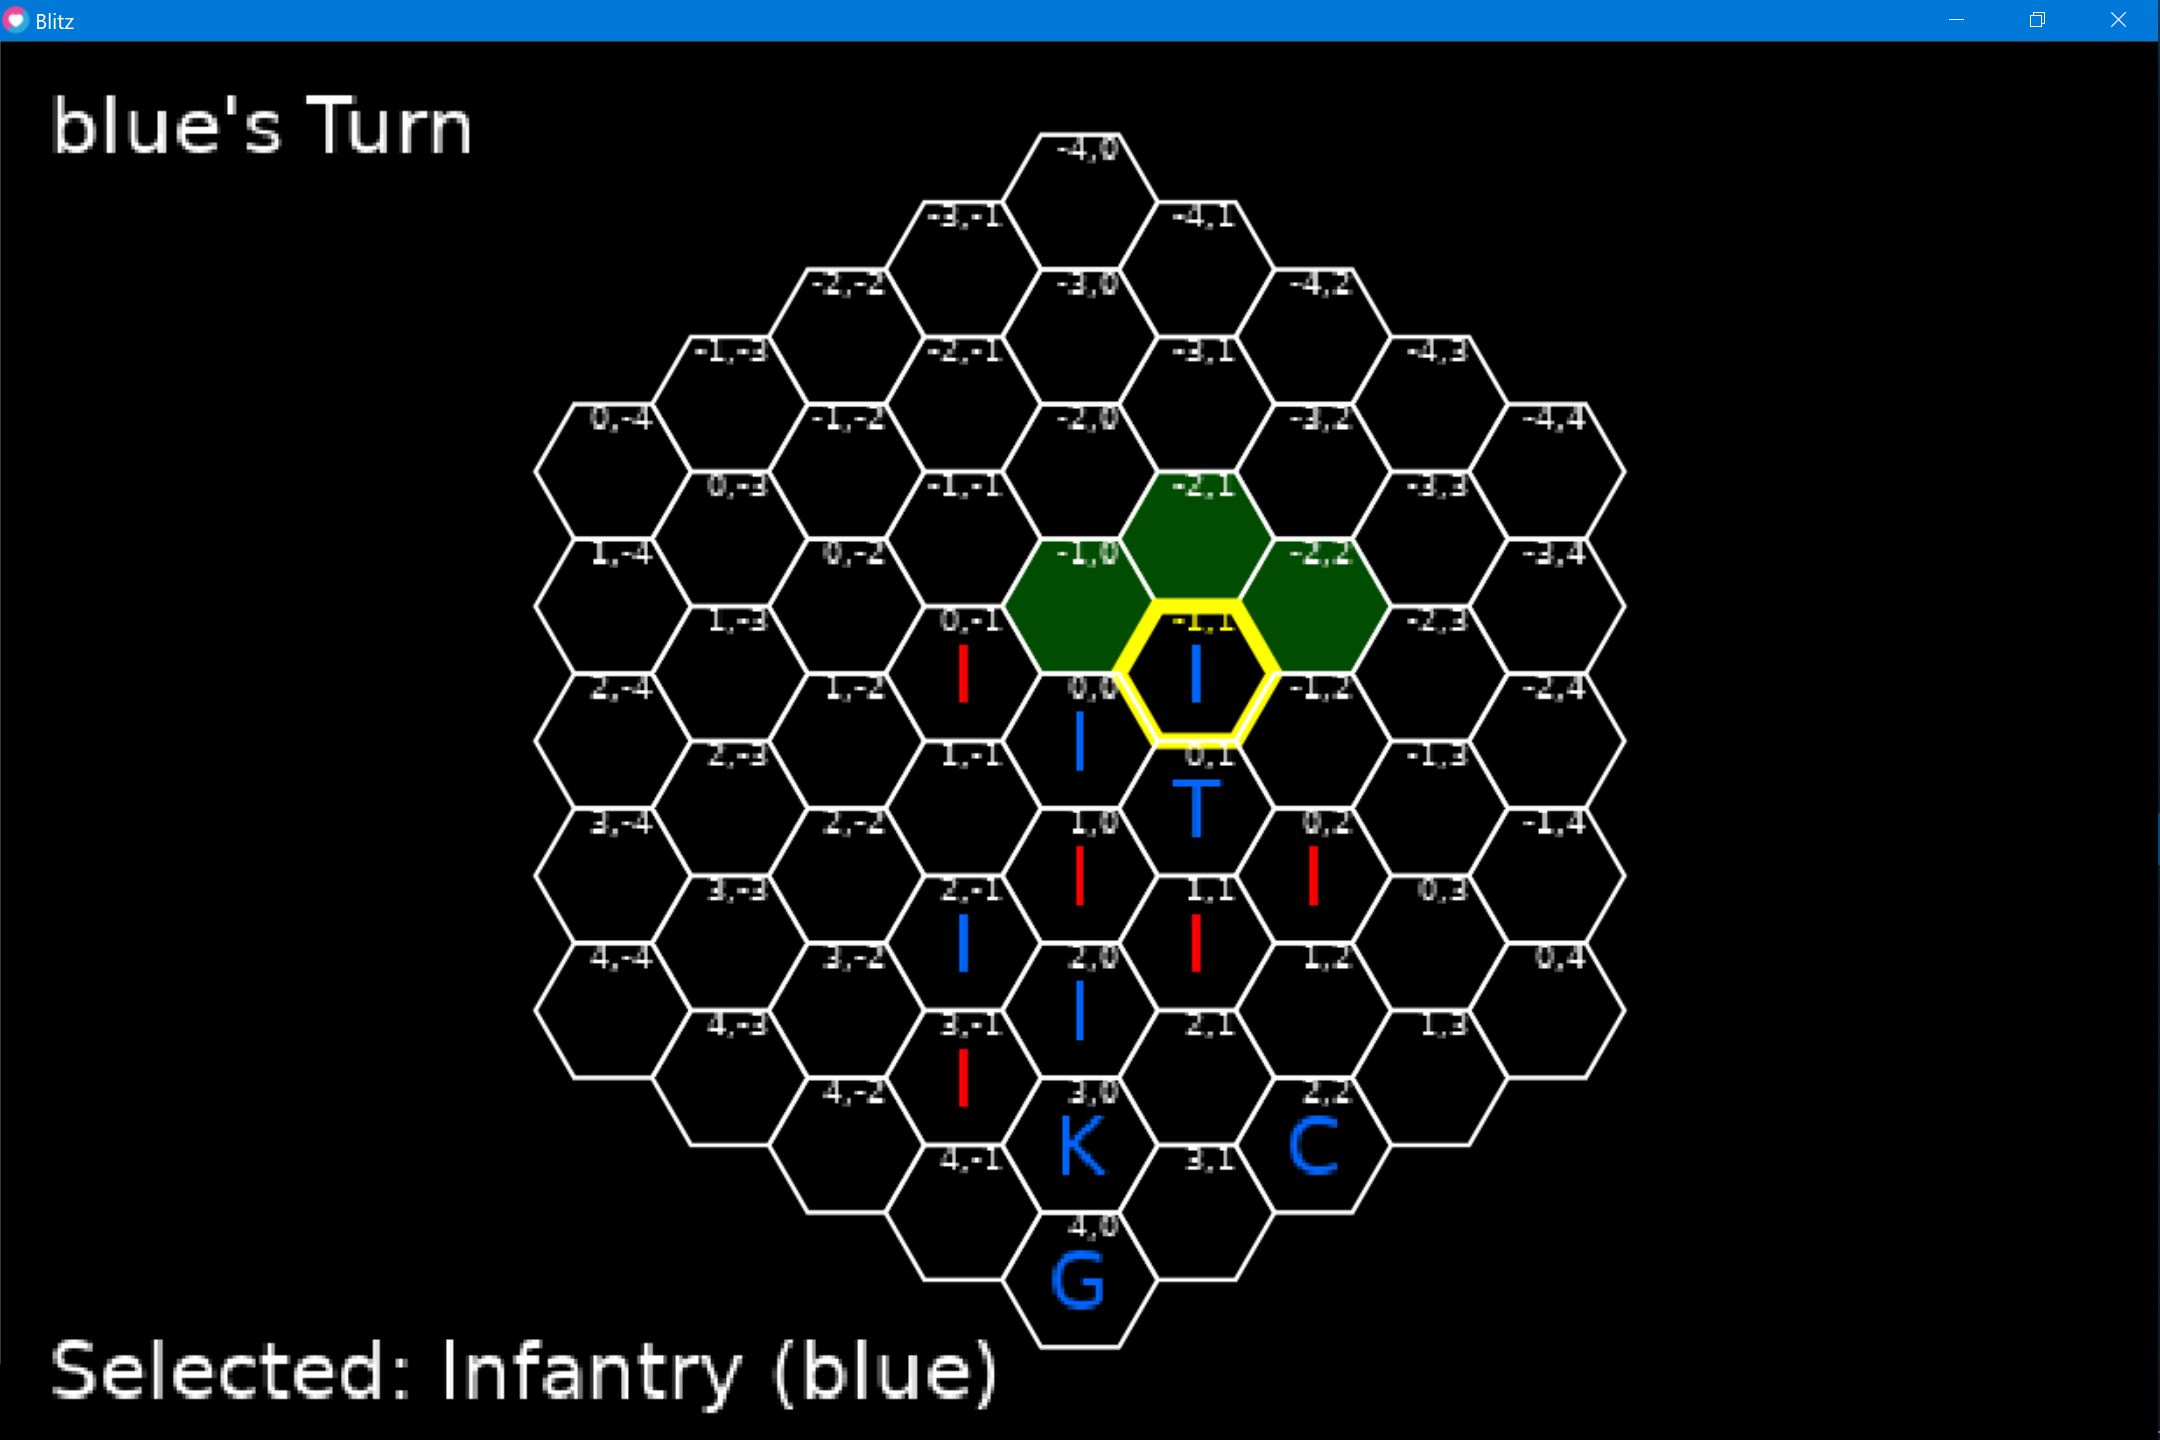 Blitz
blue's Turn
-4,0
-3,-1 -4,1
-2,-2 -3,0 -4,2
-1,-3 -2,-1 -3,1 -4,3
0,-4 -1,-2 -2,0 -3,2 -4,4
0,-3 -1,-1 -2,1 -3,3
1,-4 0,-2 -1,0 -2,2 -3,4
1,-3 0,-1 -1,1 -2,3
I I
2,-4 1,-2 0,0 -1,2 -2,4
I
2,-3 1,-1 0,1 -1,3
T
3,-4 2,-2 1,0 0,2 -1,4
I I
3,-3 2,-1 1,1 0,3
I I
4,-4 3,-2 2,0 1,2 0,4
I
4,-3 3,-1 2,1 1,3
I
4,-2 3,0 2,2
K C
4,-1 3,1
4,0
G
Selected: Infantry (blue)